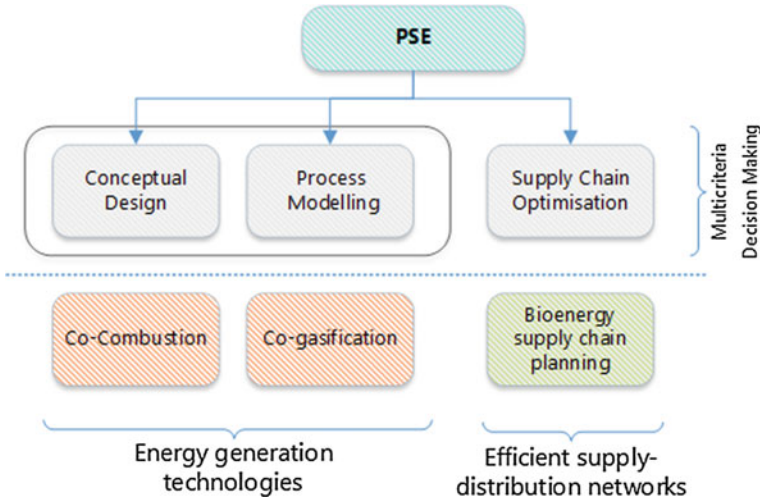 PSE
Conceptual
Design
Process
Modelling
Supply Chain
Optimisation
Multicriteria
Decision Making
Co-Combustion
Co-gasification
Bioenergy
supply chain
planning
Energy generation
technologies
Efficient supply-
distribution networks